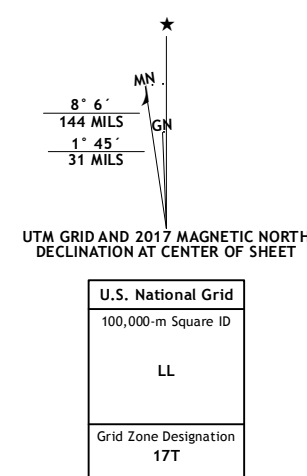 ★
MN
8° 6´
144 MILS
GN
1° 45´
31 MILS
UTM GRID AND 2017 MAGNETIC NORTH
DECLINATION AT CENTER OF SHEET
U.S. National Grid
100,000-m Square ID
LL
Grid Zone Designation
17T